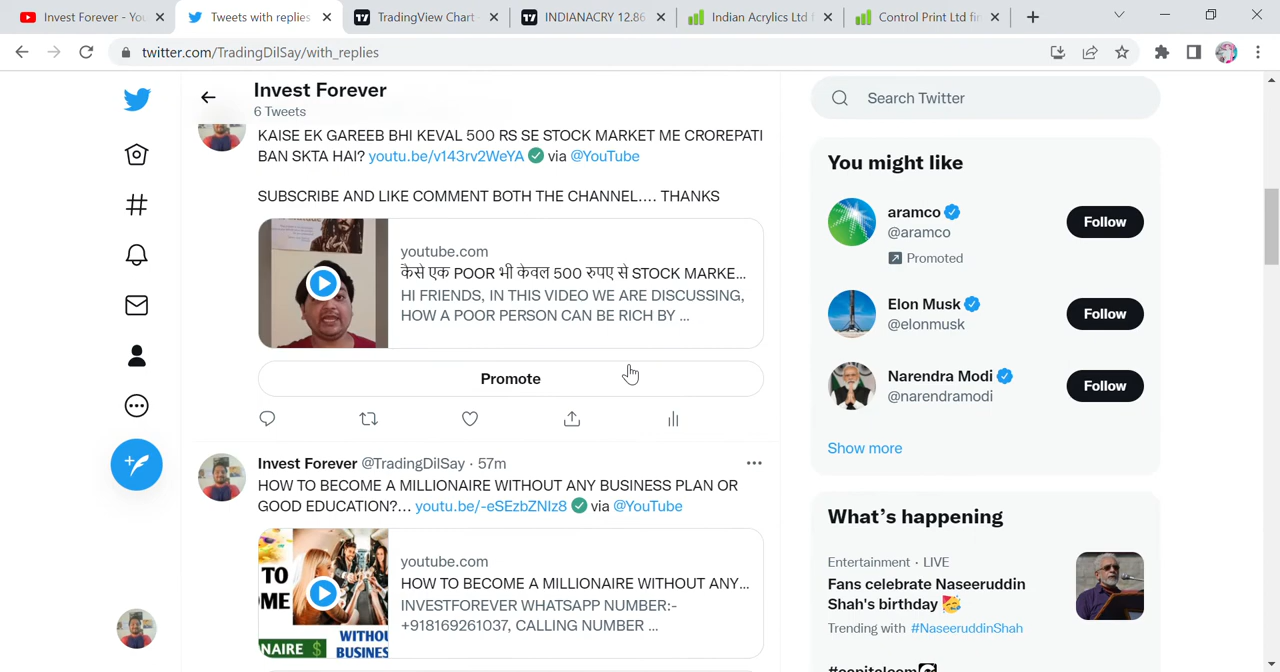 Invest Forever - Yo
Tweets with replies
TradingView Chart -
INDIANACRY 12.86
Indian Acrylics Ltd f
Control Print Ltd fin
twitter.com/TradingDilSay/with_replies
Invest Forever
6 Tweets
KAISE EK GAREEB BHI KEVAL 500 RS SE STOCK MARKET ME CROREPATI
BAN SKTA HAI? youtu.be/v143rv2WeYA via @YouTube
SUBSCRIBE AND LIKE COMMENT BOTH THE CHANNEL.... THANKS
youtube.com
कैसे एक POOR भी केवल 500 रुपए से STOCK MARKE...
HI FRIENDS, IN THIS VIDEO WE ARE DISCUSSING,
HOW A POOR PERSON CAN BE RICH BY ...
Promote
Invest Forever @TradingDilSay · 57m
HOW TO BECOME A MILLIONAIRE WITHOUT ANY BUSINESS PLAN OR
GOOD EDUCATION?... youtu.be/-eSEzbZNIz8 via @YouTube
youtube.com
HOW TO BECOME A MILLIONAIRE WITHOUT ANY...
INVESTFOREVER WHATSAPP NUMBER:-
+918169261037, CALLING NUMBER ...
TO
OME
NAIRE $
WITHOU
BUSINES
Search Twitter
You might like
aramco
@aramco
Promoted
Follow
Elon Musk
@elonmusk
Follow
Narendra Modi
@narendramodi
Follow
Show more
What's happening
Entertainment · LIVE
Fans celebrate Naseeruddin
Shah's birthday 🥳
Trending with #NaseeruddinShah
#capitalcom